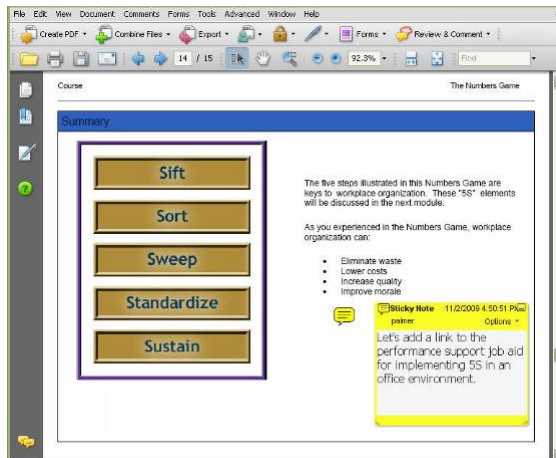 File Edit View Document Comments Forms Tools Advanced Window Help
Create PDF Combine Files Export Forms Review & Comment
14 / 15 92.3% Find
Course The Numbers Game
Summary
Sift
Sort
Sweep
Standardize
Sustain
The five steps illustrated in this Numbers Game are
keys to workplace organization. These "5S" elements
will be discussed in the next module.
As you experienced in the Numbers Game, workplace
organization can:
• Eliminate waste
• Lower costs
• Increase quality
• Improve morale
Sticky Note 11/2/2009 4:50:51 PM
palmer Options
Let's add a link to the
performance support job aid
for implementing 5S in an
office environment.